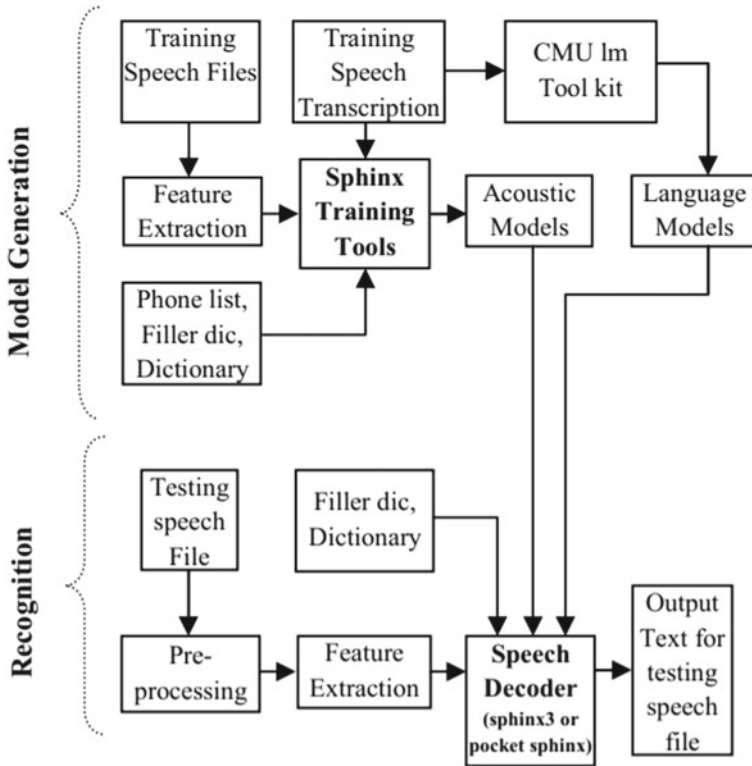 Model Generation
Training
Speech Files
Training
Speech
Transcription
CMU lm
Tool kit
Feature
Extraction
Sphinx
Training
Tools
Acoustic
Models
Language
Models
Phone list,
Filler dic,
Dictionary
Recognition
Testing
speech
File
Filler dic,
Dictionary
Pre-
processing
Feature
Extraction
Speech
Decoder
(sphinx3 or
pocket sphinx)
Output
Text for
testing
speech
file